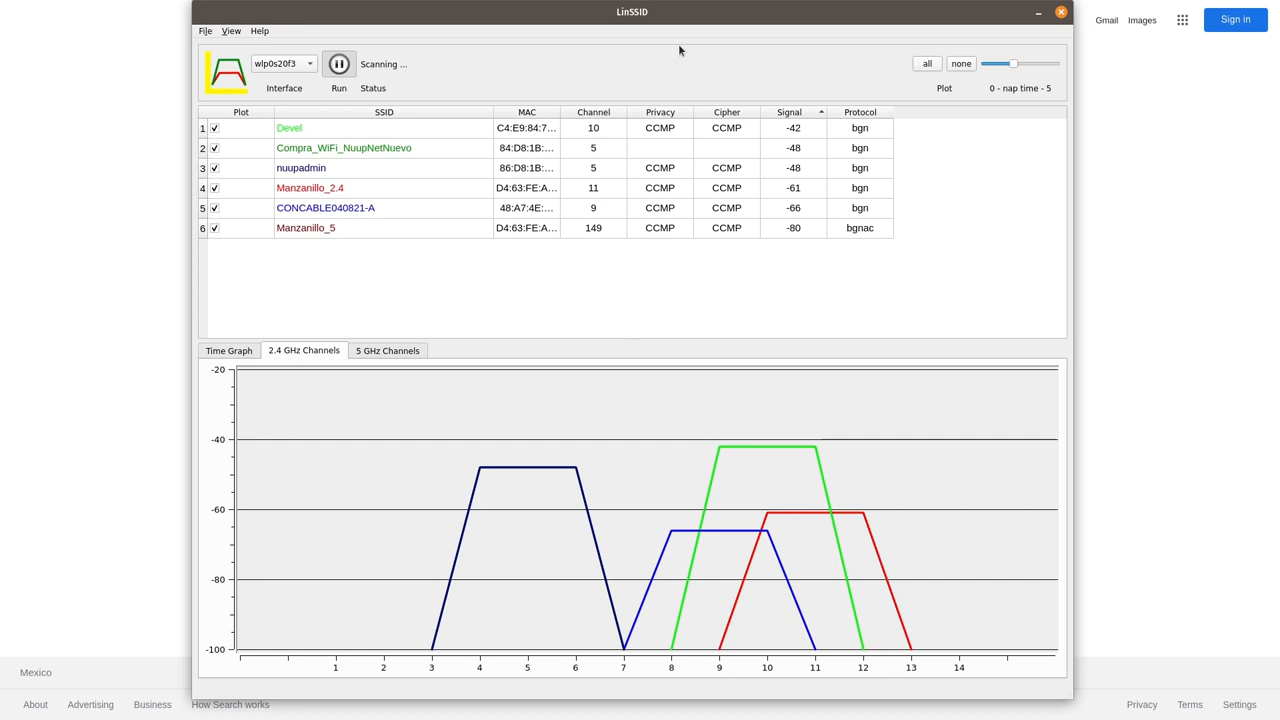 LinSSID
Gmail Images Sign in
File View Help
wlp0s20f3 Scanning ... all none
Interface Run Status Plot 0 - nap time - 5
Plot SSID MAC Channel Privacy Cipher Signal Protocol
1 Devel C4:E9:84:7... 10 CCMP CCMP -42 bgn
2 Compra_WiFi_NuupNetNuevo 84:D8:1B:... 5 -48 bgn
3 nuupadmin 86:D8:1B:... 5 CCMP CCMP -48 bgn
4 Manzanillo_2.4 D4:63:FE:A... 11 CCMP CCMP -61 bgn
5 CONCABLE040821-A 48:A7:4E:... 9 CCMP CCMP -66 bgn
6 Manzanillo_5 D4:63:FE:A... 149 CCMP CCMP -80 bgnac
Time Graph 2.4 GHz Channels 5 GHz Channels
-20
-40
-60
-80
-100
1 2 3 4 5 6 7 8 9 10 11 12 13 14
Mexico
About Advertising Business How Search works Privacy Terms Settings